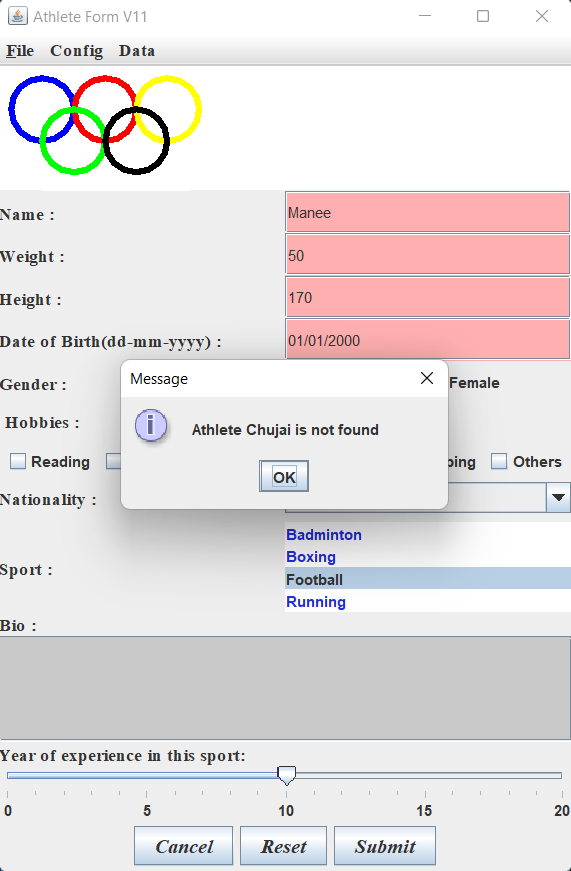 Athlete Form V11
File Config Data
Name :
Manee
Weight :
50
Height :
170
Date of Birth(dd-mm-yyyy) :
01/01/2000
Gender :
Female
Message
Athlete Chujai is not found
OK
Hobbies :
Reading
Others
Nationality :
Sport :
Badminton
Boxing
Football
Running
Bio :
Year of experience in this sport:
0 5 10 15 20
Cancel Reset Submit